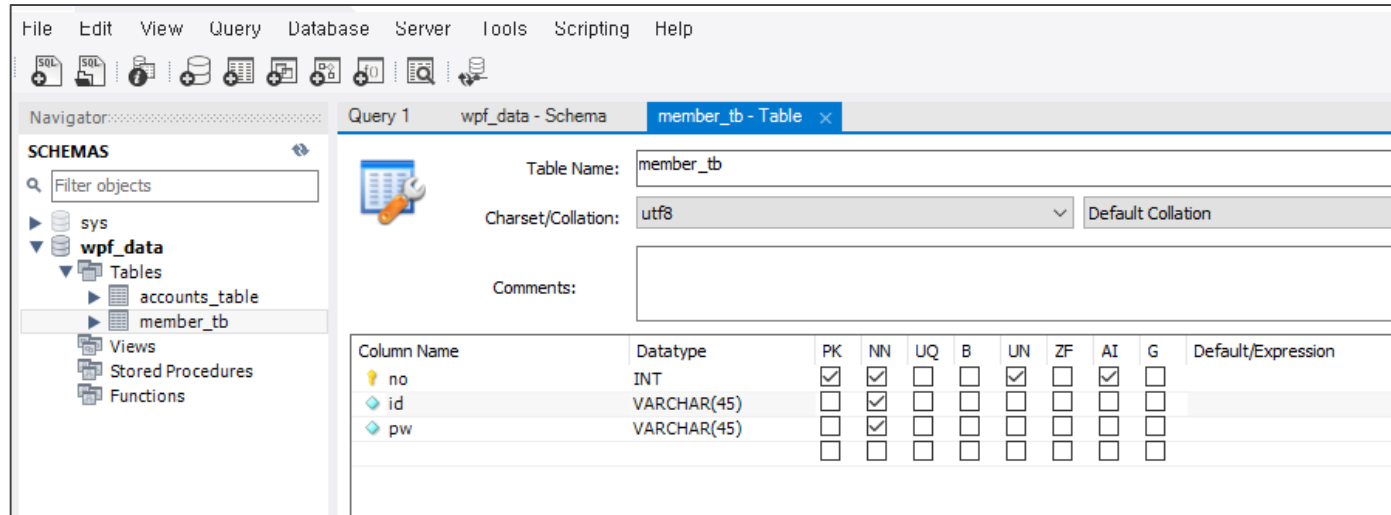 File Edit View Query Database Server Tools Scripting Help
SQL SQL i f()
Navigator
Query 1 wpf_data - Schema member_tb - Table ×
SCHEMAS
Filter objects
sys
wpf_data
Tables
accounts_table
member_tb
Views
Stored Procedures
Functions
Table Name: member_tb
Charset/Collation: utf8 Default Collation
Comments:
Column Name Datatype PK NN UQ B UN ZF AI G Default/Expression
no INT
id VARCHAR(45)
pw VARCHAR(45)